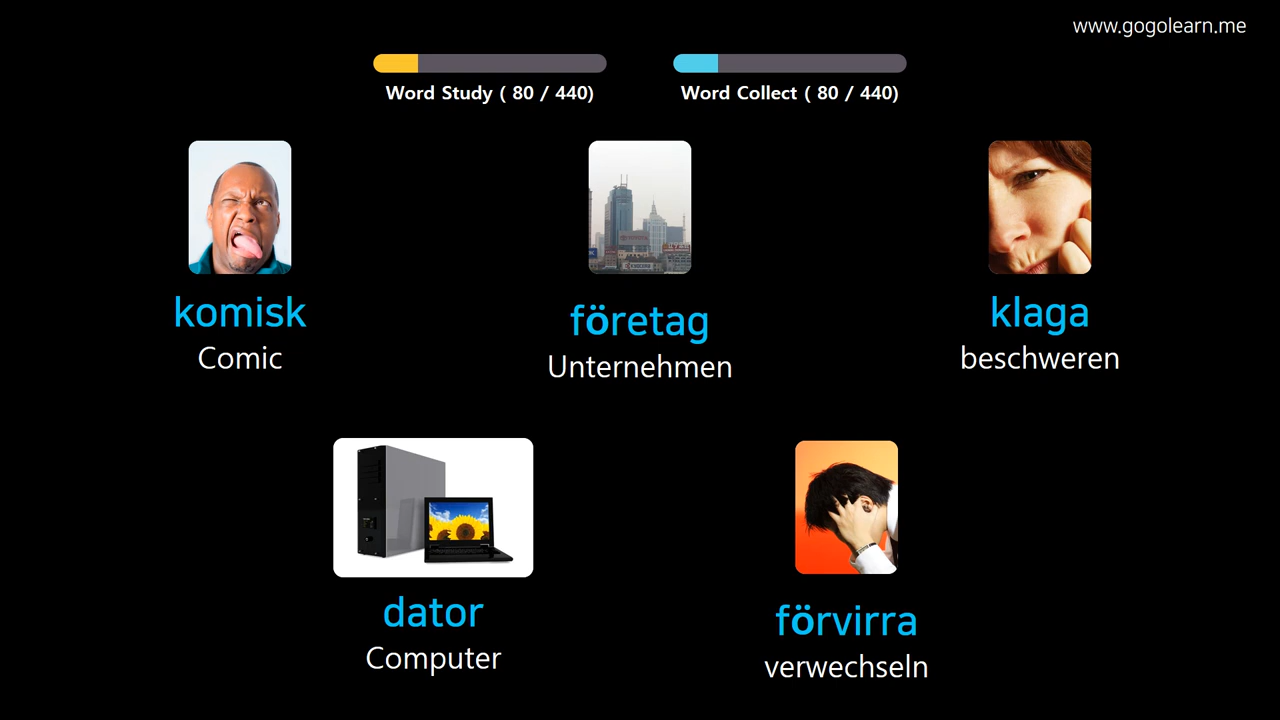 www.gogolearn.me
Word Study ( 80 / 440)
Word Collect ( 80 / 440)
komisk
Comic
företag
Unternehmen
klaga
beschweren
dator
Computer
förvirra
verwechseln